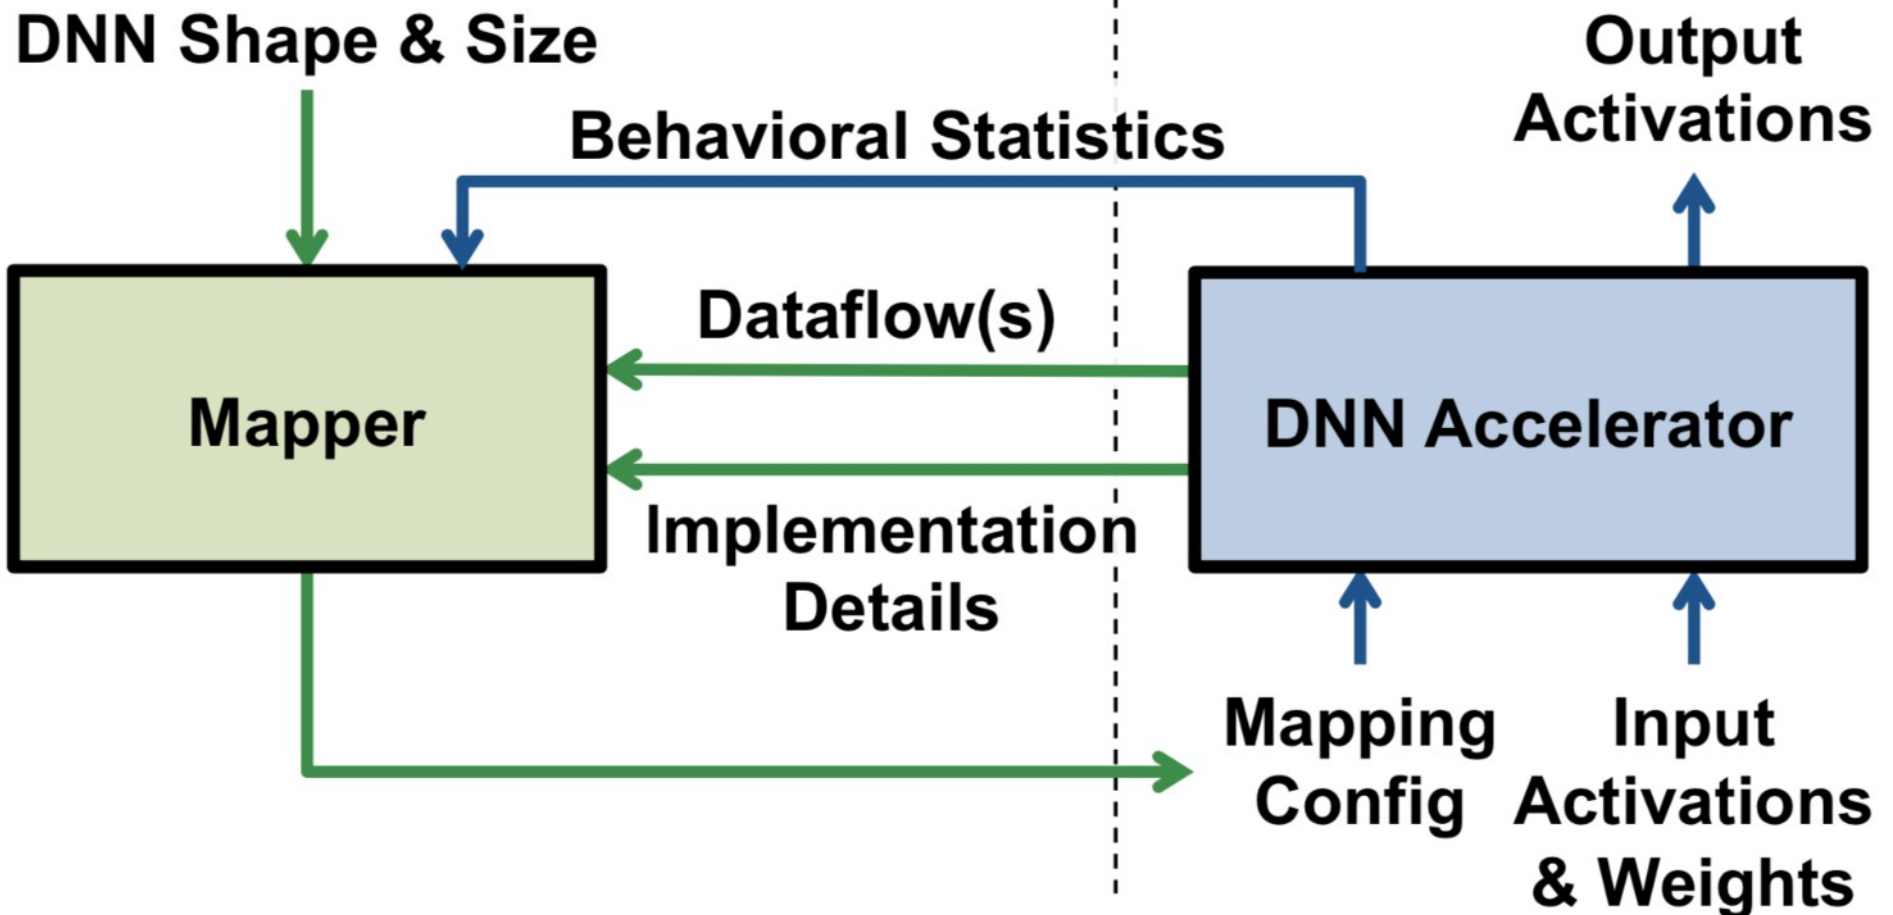 DNN Shape & Size
Output
Activations
Behavioral Statistics
Dataflow(s)
Mapper
DNN Accelerator
Implementation
Details
Mapping
Config
Input
Activations
& Weights